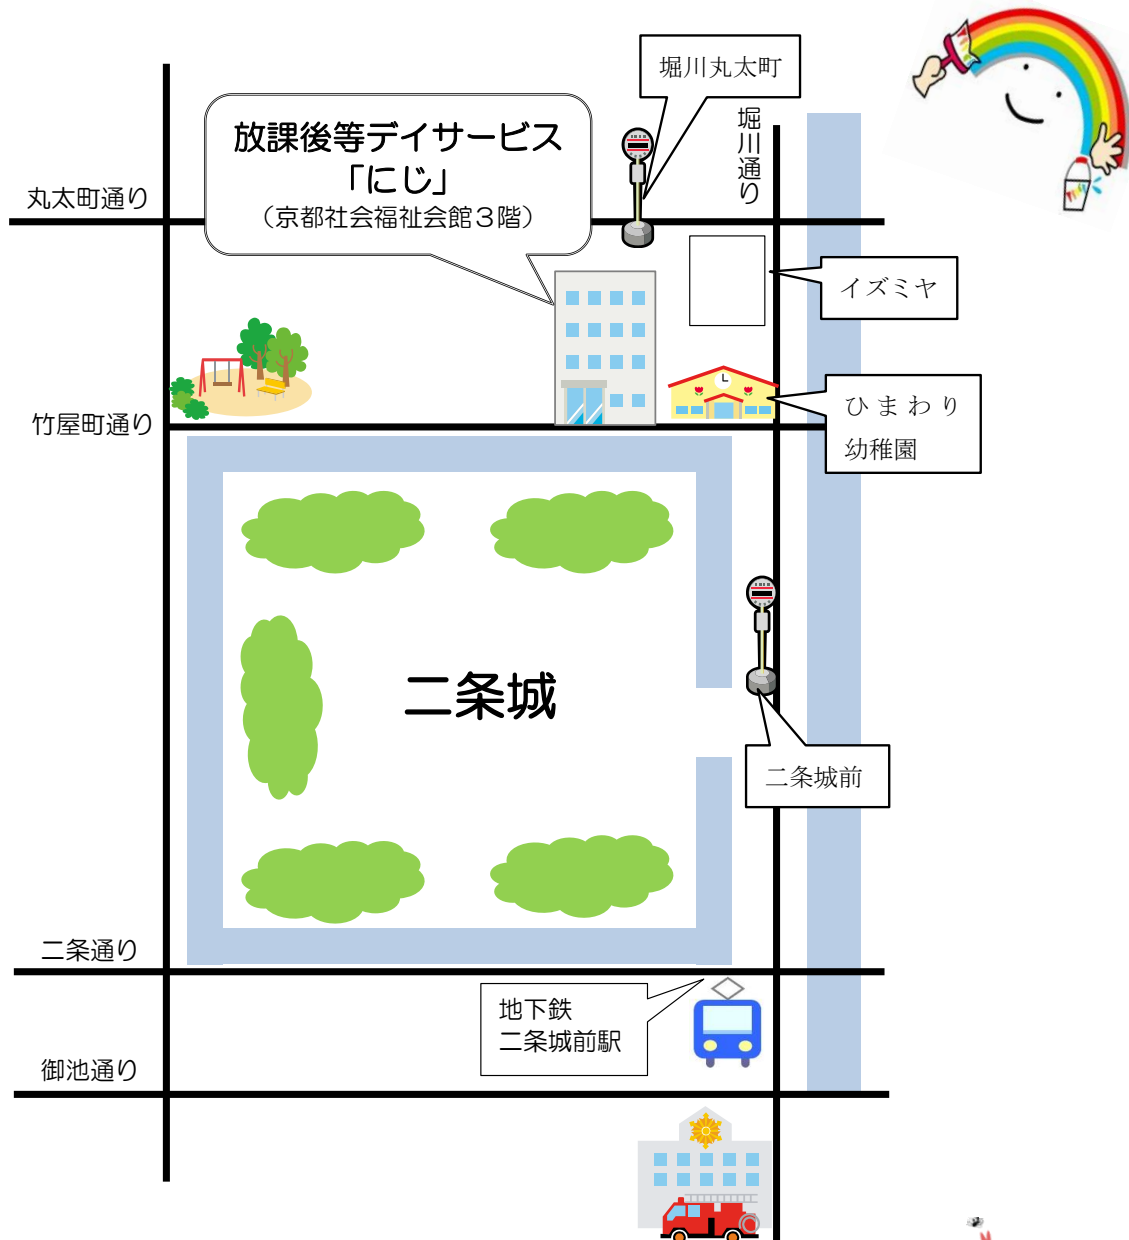 堀川丸太町
放課後等デイサービス
「にじ」
（京都社会福祉会館３階）
堀川通り
丸太町通り
イズミヤ
竹屋町通り
ひまわり
幼稚園
二条城
二条城前
二条通り
地下鉄
二条城前駅
御池通り